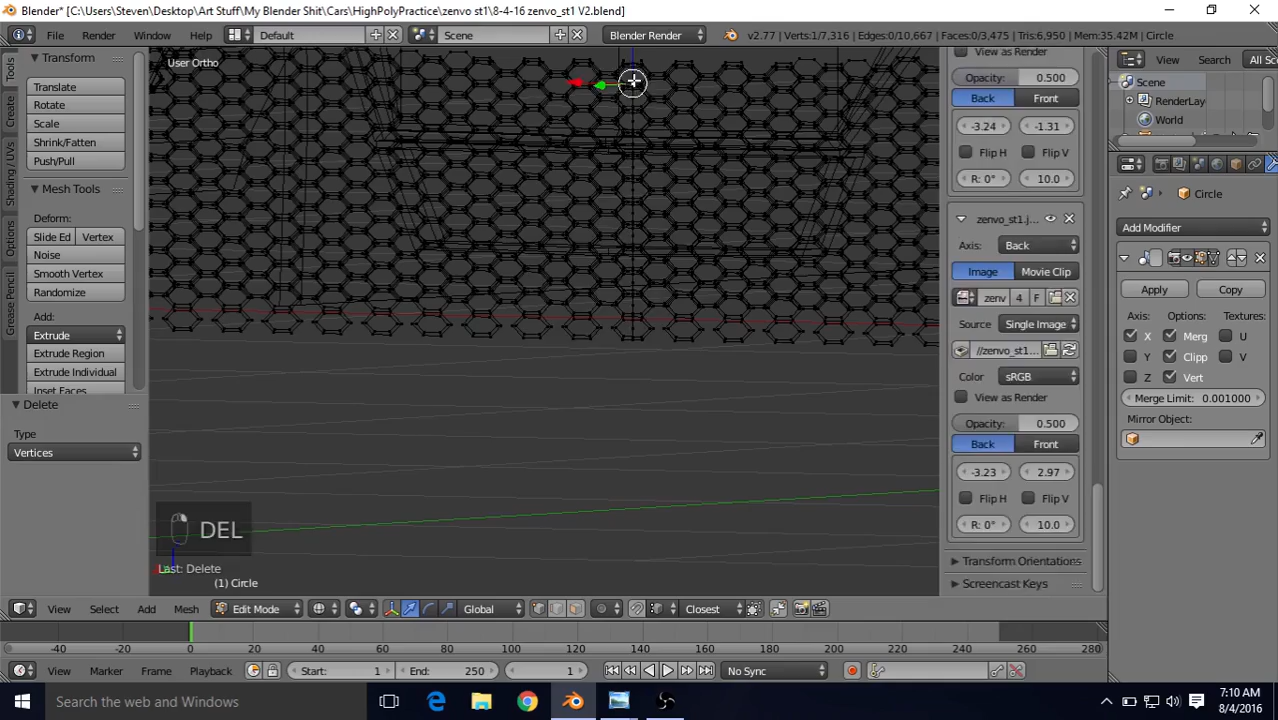 Blender* [C:\Users\Steven\Desktop\Art Stuff\My Blender Shit\Cars\HighPolyPractice\zenvo st1\8-4-16 zenvo_st1 V2.blend]
File Render Window Help Default Scene Blender Render v2.77 | Verts:1/7,316 | Edges:0/10,667 | Faces:0/3,475 | Tris:6,950 | Mem:35.42M | Circle
User Ortho
Tools
Create
Shading / UVs
Options
Grease Pencil
Transform
Translate
Rotate
Scale
Shrink/Fatten
Push/Pull
Mesh Tools
Deform:
Slide Ed Vertex
Noise
Smooth Vertex
Randomize
Add:
Extrude
Extrude Region
Extrude Individual
Inset Faces
Delete
Type
Vertices
DEL
Last: Delete
(1) Circle
View as Render
Opacity: 0.500
Back Front
-3.24 -1.31
Flip H Flip V
R: 0° 10.0
zenvo_st1.j...
Axis: Back
Image Movie Clip
zenv 4 F
Source Single Image
//zenvo_st1...
Color sRGB
View as Render
Opacity: 0.500
Back Front
-3.23 2.97
Flip H Flip V
R: 0° 10.0
Transform Orientations
Screencast Keys
View Search All Sc
Scene
RenderLay
World
Circle
Add Modifier
Apply Copy
Axis: Options: Textures:
X Merg U
Y Clipp V
Z Vert
Merge Limit: 0.001000
Mirror Object:
View Select Add Mesh Edit Mode Global Closest
-40 -20 0 20 40 60 80 100 120 140 160 180 200 220 240 260 280
View Marker Frame Playback Start: 1 End: 250 1 No Sync
Search the web and Windows
7:10 AM
8/4/2016